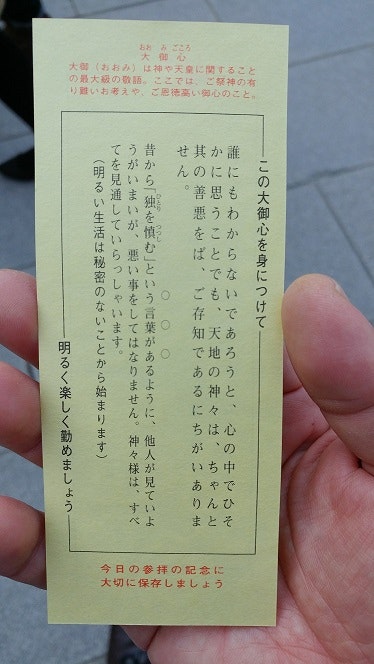 おおみごころ
大御心
大御（おおみ）は神や天皇に関すること
の最大級の敬語。ここでは、ご祭神の有
り難いお考えや、ご恩徳高い御心のこと。
この大御心を身につけて
誰にもわからないであろうと、心の中でひそ
かに思うことでも、天地の神々は、ちゃんと
其の善悪をば、ご存知であるにちがいありま
せん。
○○○
昔から「独を慎む」という言葉があるように、他人が見ていよ
うがいまいが、悪い事をしてはなりません。神々様は、すべ
てを見通していらっしゃいます。
（明るい生活は秘密のないことから始まります）
明るく楽しく勤めましょう
今日の参拝の記念に
大切に保存しましょう